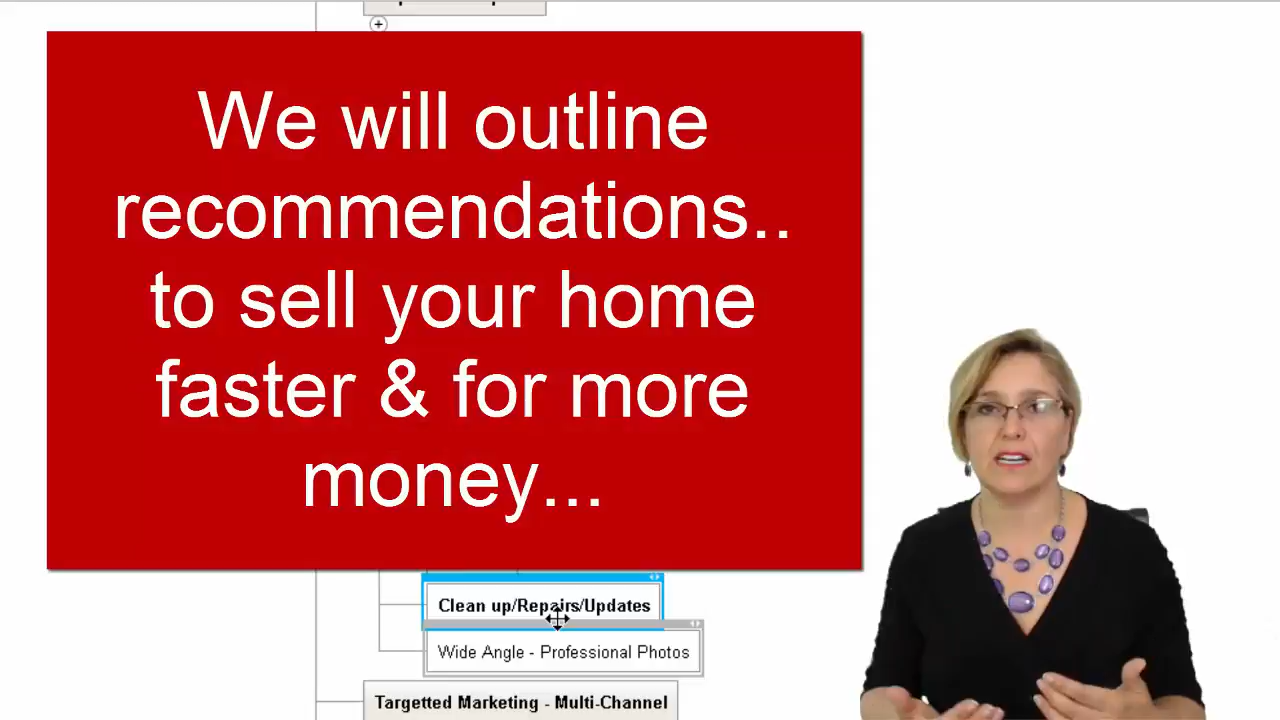 We will outline
recommendations..
to sell your home
faster & for more
money...
Clean up/Repairs/Updates
Wide Angle - Professional Photos
Targetted Marketing - Multi-Channel